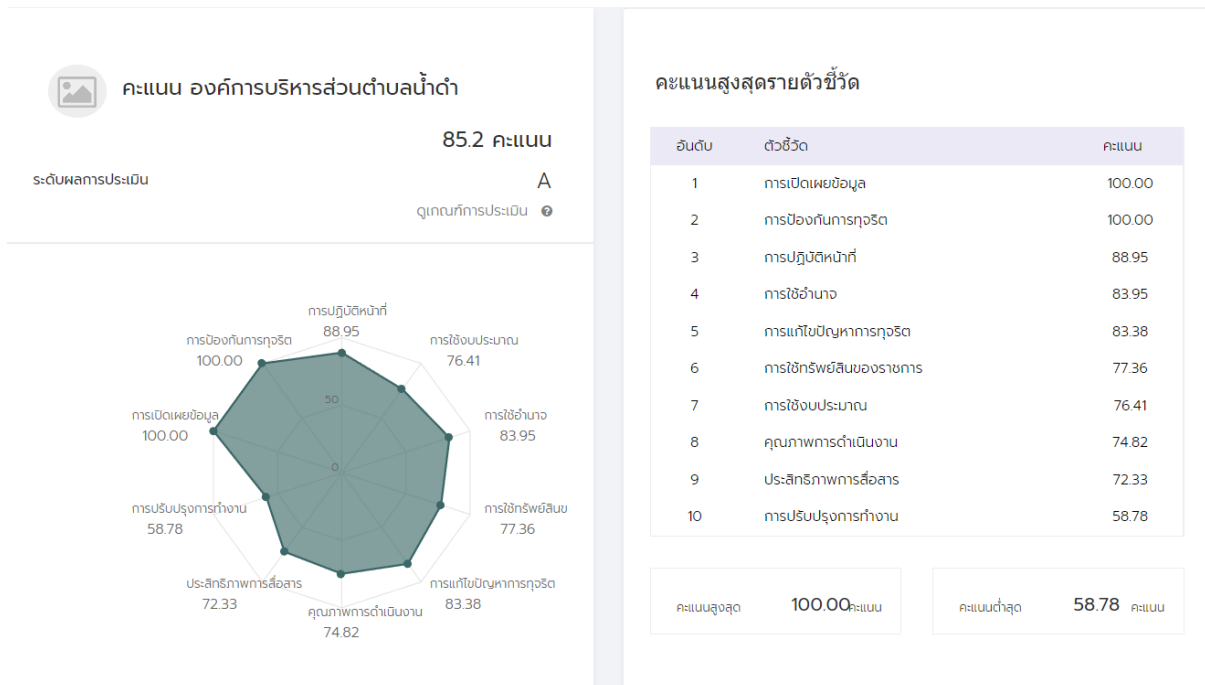 คะแนน องค์การบริหารส่วนตำบลน้ำดำ
85.2 คะแนน
ระดับผลการประเมิน A
ดูเกณฑ์การประเมิน
การปฏิบัติหน้าที่
88.95
การป้องกันการทุจริต
100.00
การใช้งบประมาณ
76.41
50
การเปิดเผยข้อมูล
100.00
การใช้อำนาจ
83.95
0
การปรับปรุงการทำงาน
58.78
การใช้ทรัพย์สินข
77.36
ประสิทธิภาพการสื่อสาร
72.33
การแก้ไขปัญหาการทุจริต
83.38
คุณภาพการดำเนินงาน
74.82
คะแนนสูงสุดรายตัวชี้วัด
อันดับ ตัวชี้วัด คะแนน
1 การเปิดเผยข้อมูล 100.00
2 การป้องกันการทุจริต 100.00
3 การปฏิบัติหน้าที่ 88.95
4 การใช้อำนาจ 83.95
5 การแก้ไขปัญหาการทุจริต 83.38
6 การใช้ทรัพย์สินของราชการ 77.36
7 การใช้งบประมาณ 76.41
8 คุณภาพการดำเนินงาน 74.82
9 ประสิทธิภาพการสื่อสาร 72.33
10 การปรับปรุงการทำงาน 58.78
คะแนนสูงสุด 100.00 คะแนน
คะแนนต่ำสุด 58.78 คะแนน